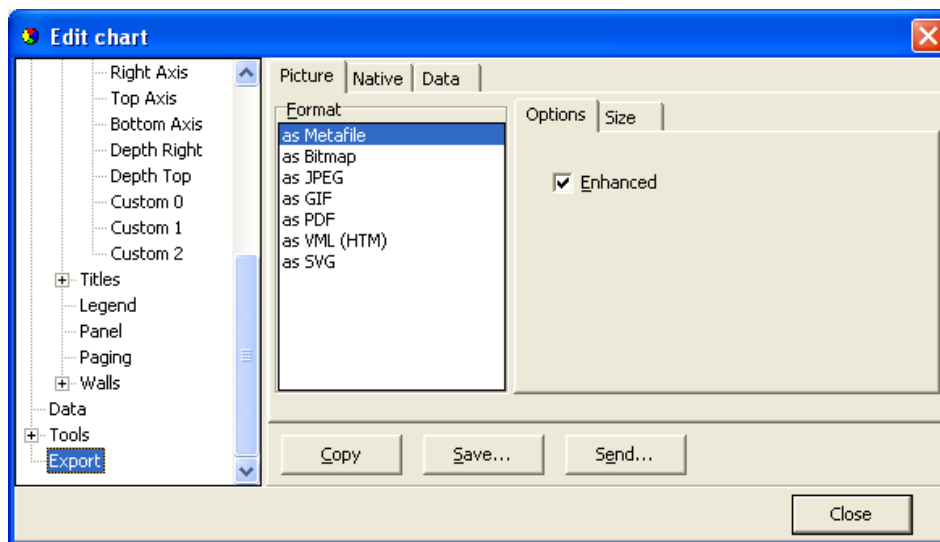 Edit chart
Right Axis
Top Axis
Bottom Axis
Depth Right
Depth Top
Custom 0
Custom 1
Custom 2
Titles
Legend
Panel
Paging
Walls
Data
Tools
Export
Picture Native Data
Format
as Metafile
as Bitmap
as JPEG
as GIF
as PDF
as VML (HTM)
as SVG
Options Size
Enhanced
Copy Save... Send...
Close